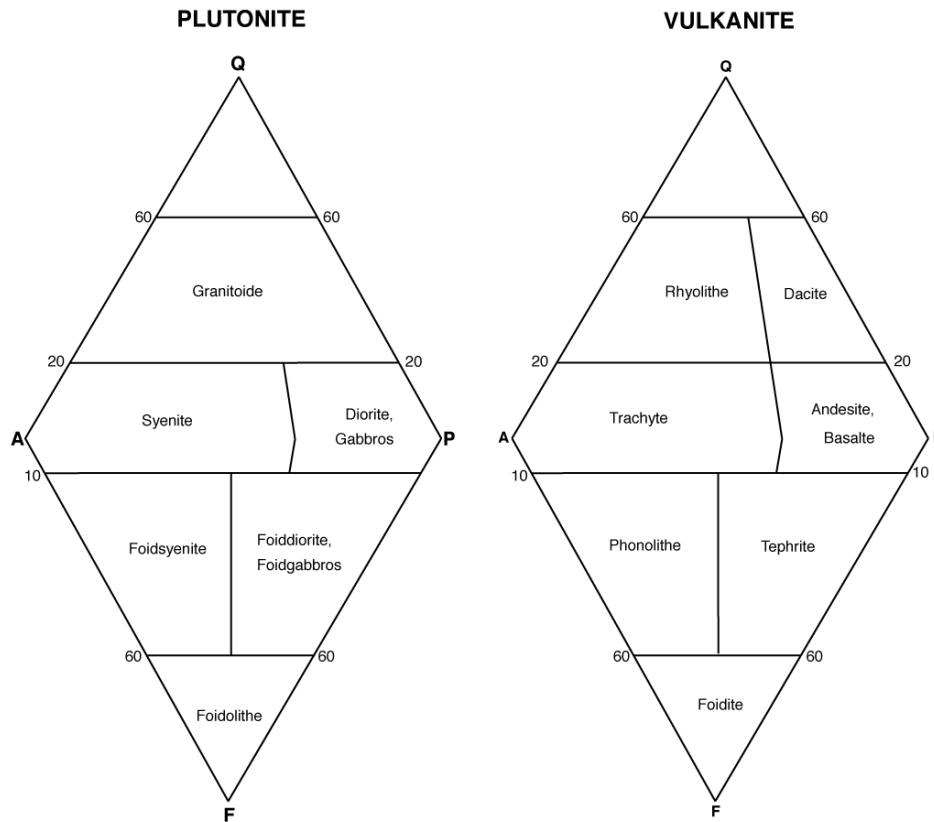 PLUTONITE
Q
60 60
Granitoide
20 20
Syenite
Diorite,
Gabbros
A P
10
Foidsyenite
Foiddiorite,
Foidgabbros
60 60
Foidolithe
F
VULKANITE
Q
60 60
Rhyolithe Dacite
20 20
Trachyte
Andesite,
Basalte
A
10 10
Phonolithe Tephrite
60 60
Foidite
F